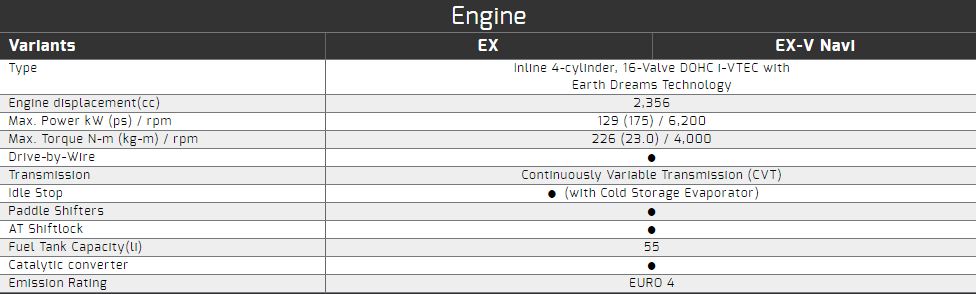 Engine
Variants EX EX-V Navi
Type Inline 4-cylinder, 16-Valve DOHC i-VTEC with
Earth Dreams Technology
Engine displacement(cc) 2,356
Max. Power kW (ps) / rpm 129 (175) / 6,200
Max. Torque N-m (kg-m) / rpm 226 (23.0) / 4,000
Drive-by-Wire ●
Transmission Continuously Variable Transmission (CVT)
Idle Stop ● (with Cold Storage Evaporator)
Paddle Shifters ●
AT Shiftlock ●
Fuel Tank Capacity(li) 55
Catalytic converter ●
Emission Rating EURO 4